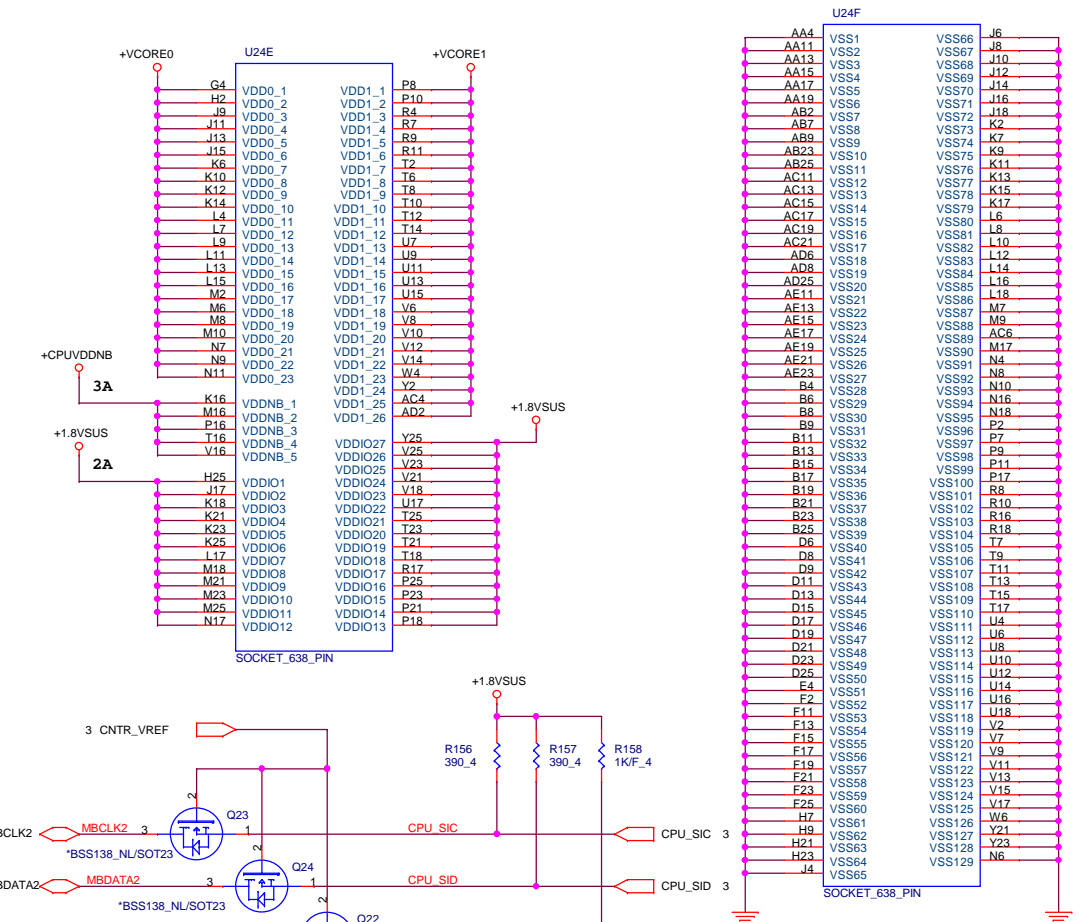 U24E
+VCORE0
+VCORE1
G4 VDD0_1 VDD1_1 P8
H2 VDD0_2 VDD1_2 P10
J9 VDD0_3 VDD1_3 R4
J11 VDD0_4 VDD1_4 R7
J13 VDD0_5 VDD1_5 R9
J15 VDD0_6 VDD1_6 R11
K6 VDD0_7 VDD1_7 T2
K10 VDD0_8 VDD1_8 T6
K12 VDD0_9 VDD1_9 T8
K14 VDD0_10 VDD1_10 T10
L4 VDD0_11 VDD1_11 T12
L7 VDD0_12 VDD1_12 T14
L9 VDD0_13 VDD1_13 U7
L11 VDD0_14 VDD1_14 U9
L13 VDD0_15 VDD1_15 U11
L15 VDD0_16 VDD1_16 U13
M2 VDD0_17 VDD1_17 U15
M6 VDD0_18 VDD1_18 V6
M8 VDD0_19 VDD1_19 V8
M10 VDD0_20 VDD1_20 V10
N7 VDD0_21 VDD1_21 V12
N9 VDD0_22 VDD1_22 V14
N11 VDD0_23 VDD1_23 W4
VDD1_24 Y2
+CPUVDDNB
3A
K16 VDDNB_1 VDD1_25 AC4
M16 VDDNB_2 VDD1_26 AD2
P16 VDDNB_3
T16 VDDNB_4 VDDIO27 Y25
V16 VDDNB_5 VDDIO26 V25
+1.8VSUS
+1.8VSUS
2A
VDDIO25 V23
H25 VDDIO1 VDDIO24 V21
J17 VDDIO2 VDDIO23 V18
K18 VDDIO3 VDDIO22 U17
K21 VDDIO4 VDDIO21 T25
K23 VDDIO5 VDDIO20 T23
K25 VDDIO6 VDDIO19 T21
L17 VDDIO7 VDDIO18 T18
M18 VDDIO8 VDDIO17 R17
M21 VDDIO9 VDDIO16 P25
M23 VDDIO10 VDDIO15 P23
M25 VDDIO11 VDDIO14 P21
N17 VDDIO12 VDDIO13 P18
SOCKET_638_PIN
U24F
AA4 VSS1 VSS66 J6
AA11 VSS2 VSS67 J8
AA13 VSS3 VSS68 J10
AA15 VSS4 VSS69 J12
AA17 VSS5 VSS70 J14
AA19 VSS6 VSS71 J16
AB2 VSS7 VSS72 J18
AB7 VSS8 VSS73 K2
AB9 VSS9 VSS74 K7
AB23 VSS10 VSS75 K9
AB25 VSS11 VSS76 K11
AC11 VSS12 VSS77 K13
AC13 VSS13 VSS78 K15
AC15 VSS14 VSS79 K17
AC17 VSS15 VSS80 L6
AC19 VSS16 VSS81 L8
AC21 VSS17 VSS82 L10
AD6 VSS18 VSS83 L12
AD8 VSS19 VSS84 L14
AD25 VSS20 VSS85 L16
AE11 VSS21 VSS86 L18
AE13 VSS22 VSS87 M7
AE15 VSS23 VSS88 M9
AE17 VSS24 VSS89 AC6
AE19 VSS25 VSS90 M17
AE21 VSS26 VSS91 N4
AE23 VSS27 VSS92 N8
B4 VSS28 VSS93 N10
B6 VSS29 VSS94 N16
B8 VSS30 VSS95 N18
B9 VSS31 VSS96 P2
B11 VSS32 VSS97 P7
B13 VSS33 VSS98 P9
B15 VSS34 VSS99 P11
B17 VSS35 VSS100 P17
B19 VSS36 VSS101 R8
B21 VSS37 VSS102 R10
B23 VSS38 VSS103 R16
B25 VSS39 VSS104 R18
D6 VSS40 VSS105 T7
D8 VSS41 VSS106 T9
D9 VSS42 VSS107 T11
D11 VSS43 VSS108 T13
D13 VSS44 VSS109 T15
D15 VSS45 VSS110 T17
D17 VSS46 VSS111 U4
D19 VSS47 VSS112 U6
D21 VSS48 VSS113 U8
D23 VSS49 VSS114 U10
D25 VSS50 VSS115 U12
E4 VSS51 VSS116 U14
F2 VSS52 VSS117 U16
F11 VSS53 VSS118 U18
F13 VSS54 VSS119 V2
F15 VSS55 VSS120 V7
F17 VSS56 VSS121 V9
F19 VSS57 VSS122 V11
F21 VSS58 VSS123 V13
F23 VSS59 VSS124 V15
F25 VSS60 VSS125 V17
H7 VSS61 VSS126 W6
H9 VSS62 VSS127 Y21
H21 VSS63 VSS128 Y23
H23 VSS64 VSS129 N6
J4 VSS65
SOCKET_638_PIN
+1.8VSUS
3 CNTR_VREF
R156 390_4
R157 390_4
R158 1K/F_4
2
Q23
BCLK2 MBCLK2 3 1 CPU_SIC CPU_SIC 3
*BSS138_NL/SOT23
2
Q24
BDATA2 MBDATA2 3 1 CPU_SID CPU_SID 3
*BSS138_NL/SOT23
2
Q22